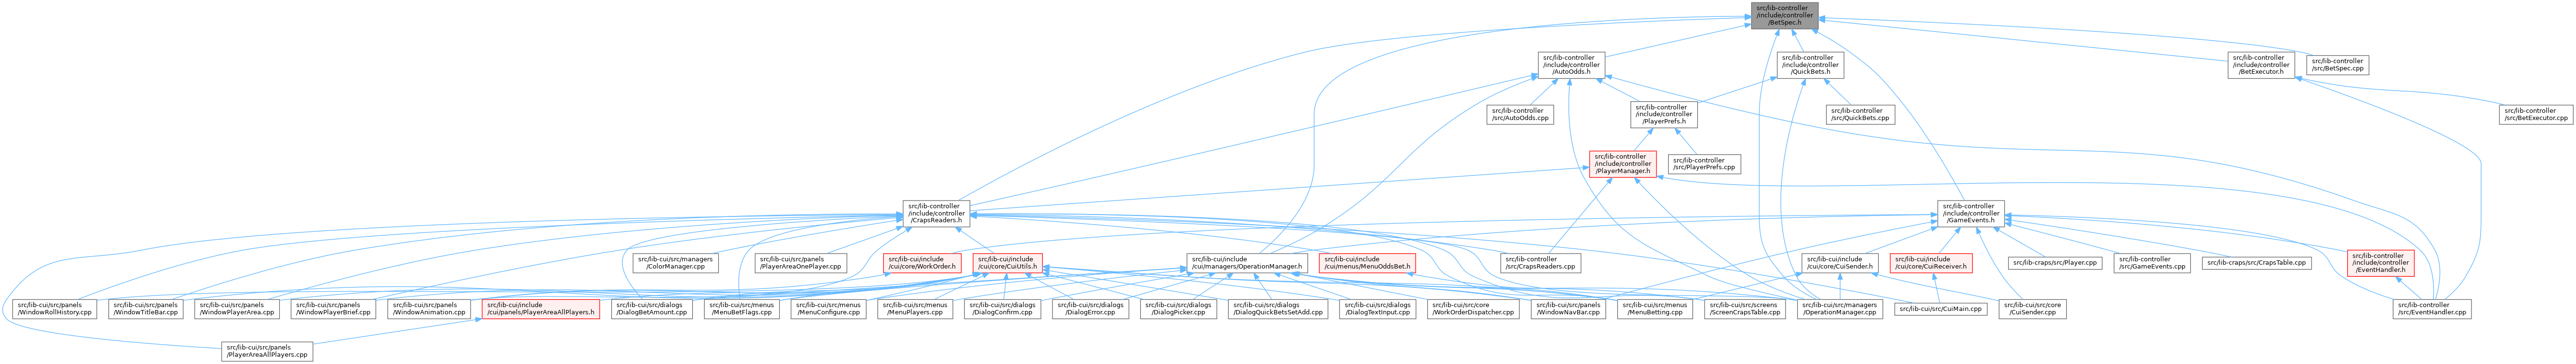 src/lib-controller
/include/controller
/BetSpec.h
src/lib-controller
/include/controller
/AutoOdds.h
src/lib-controller
/include/controller
/QuickBets.h
src/lib-controller
/include/controller
/BetExecutor.h
src/lib-controller
/src/BetSpec.cpp
src/lib-controller
/src/AutoOdds.cpp
src/lib-controller
/include/controller
/PlayerPrefs.h
src/lib-controller
/src/QuickBets.cpp
src/lib-controller
/src/BetExecutor.cpp
src/lib-controller
/include/controller
/PlayerManager.h
src/lib-controller
/src/PlayerPrefs.cpp
src/lib-controller
/include/controller
/CrapsReaders.h
src/lib-controller
/include/controller
/GameEvents.h
src/lib-cui/src/managers
/ColorManager.cpp
src/lib-cui/src/panels
/PlayerAreaOnePlayer.cpp
src/lib-cui/include
/cui/core/WorkOrder.h
src/lib-cui/include
/cui/core/CuiUtils.h
src/lib-cui/include
/cui/managers/OperationManager.h
src/lib-cui/include
/cui/menus/MenuOddsBet.h
src/lib-controller
/src/CrapsReaders.cpp
src/lib-cui/include
/cui/core/CuiSender.h
src/lib-cui/include
/cui/core/CuiReceiver.h
src/lib-craps/src/Player.cpp
src/lib-controller
/src/GameEvents.cpp
src/lib-craps/src/CrapsTable.cpp
src/lib-controller
/include/controller
/EventHandler.h
src/lib-cui/src/panels
/WindowRollHistory.cpp
src/lib-cui/src/panels
/WindowTitleBar.cpp
src/lib-cui/src/panels
/WindowPlayerArea.cpp
src/lib-cui/src/panels
/WindowPlayerBrief.cpp
src/lib-cui/src/panels
/WindowAnimation.cpp
src/lib-cui/include
/cui/panels/PlayerAreaAllPlayers.h
src/lib-cui/src/dialogs
/DialogBetAmount.cpp
src/lib-cui/src/menus
/MenuBetFlags.cpp
src/lib-cui/src/menus
/MenuConfigure.cpp
src/lib-cui/src/menus
/MenuPlayers.cpp
src/lib-cui/src/dialogs
/DialogConfirm.cpp
src/lib-cui/src/dialogs
/DialogError.cpp
src/lib-cui/src/dialogs
/DialogPicker.cpp
src/lib-cui/src/dialogs
/DialogQuickBetsSetAdd.cpp
src/lib-cui/src/dialogs
/DialogTextInput.cpp
src/lib-cui/src/core
/WorkOrderDispatcher.cpp
src/lib-cui/src/panels
/WindowNavBar.cpp
src/lib-cui/src/menus
/MenuBetting.cpp
src/lib-cui/src/screens
/ScreenCrapsTable.cpp
src/lib-cui/src/managers
/OperationManager.cpp
src/lib-cui/src/CuiMain.cpp
src/lib-cui/src/core
/CuiSender.cpp
src/lib-controller
/src/EventHandler.cpp
src/lib-cui/src/panels
/PlayerAreaAllPlayers.cpp